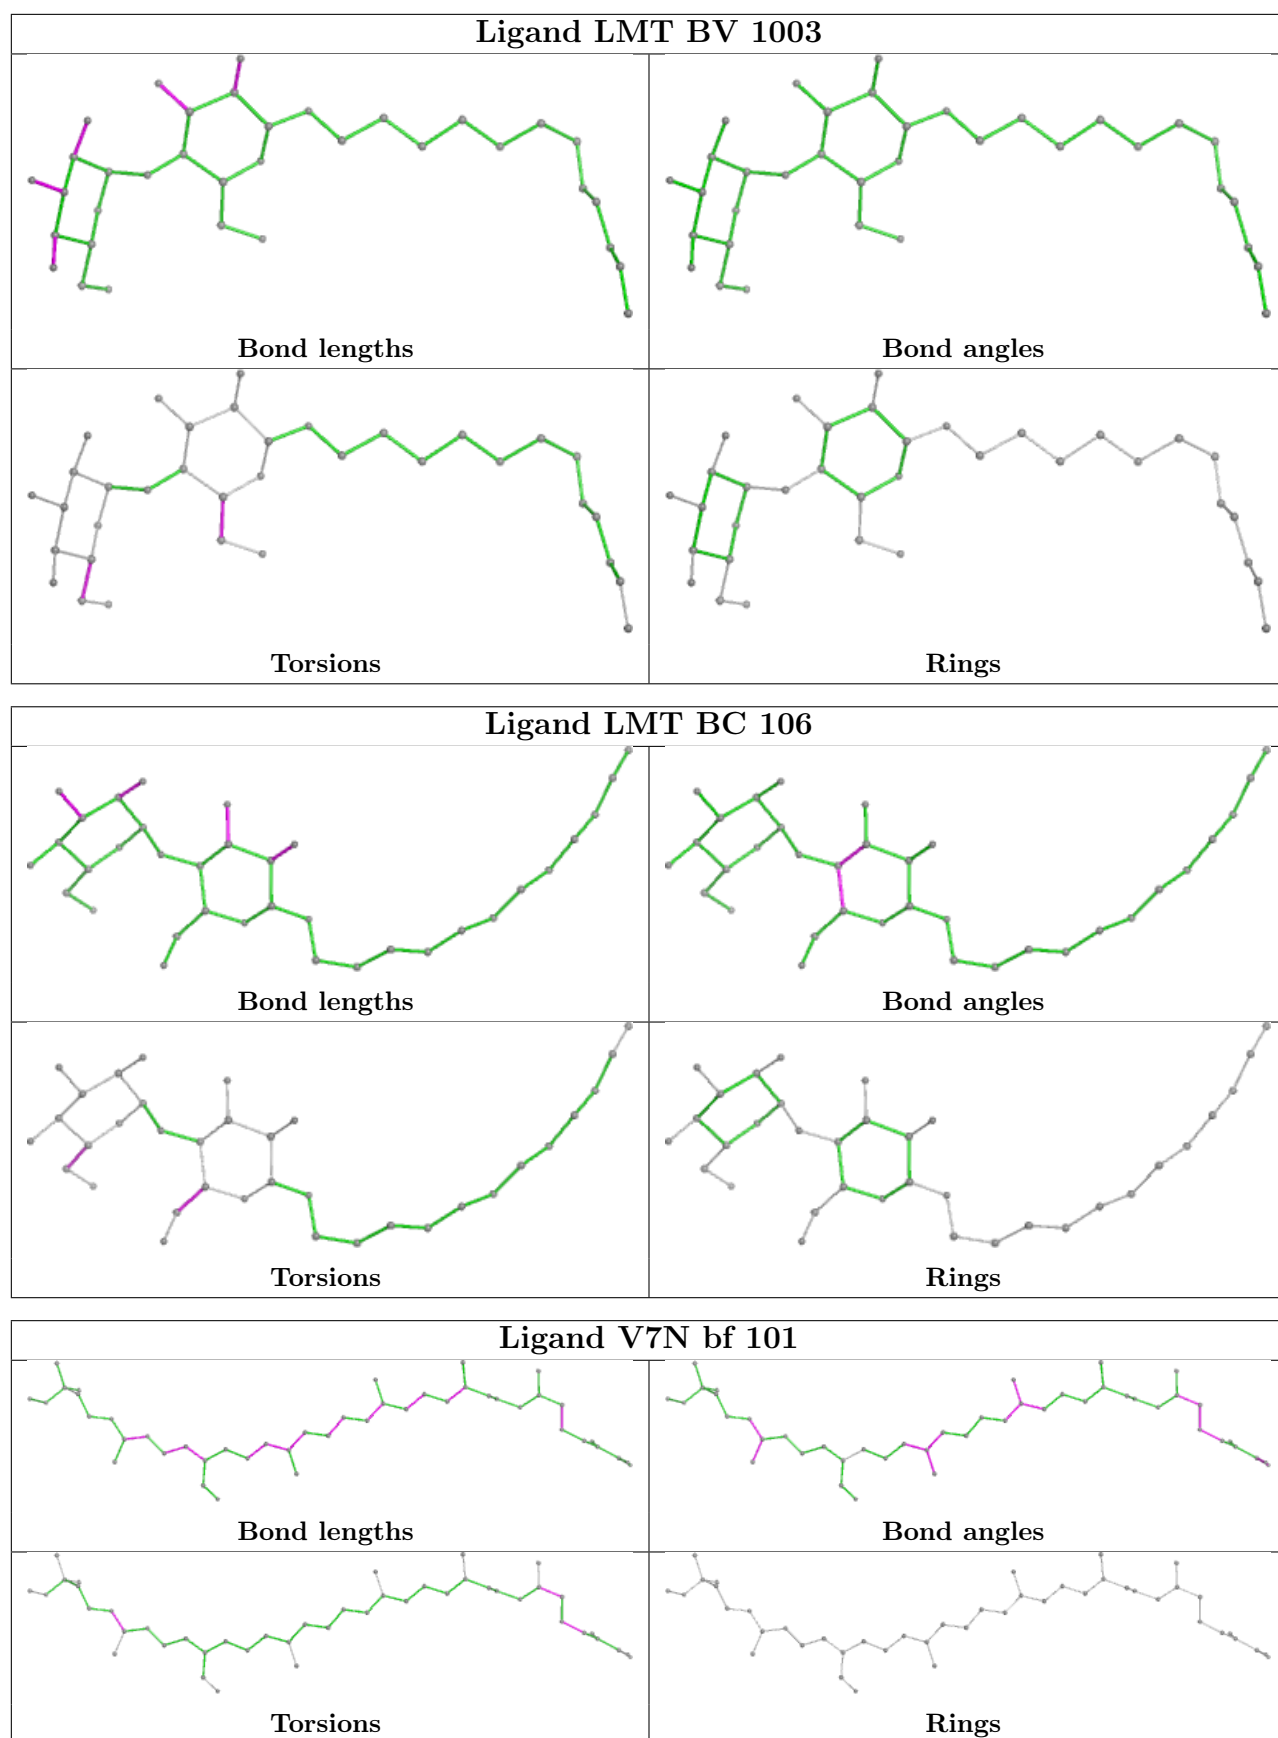 Ligand LMT BV 1003
Bond lengths
Bond angles
Torsions
Rings
Ligand LMT BC 106
Bond lengths
Bond angles
Torsions
Rings
Ligand V7N bf 101
Bond lengths
Bond angles
Torsions
Rings